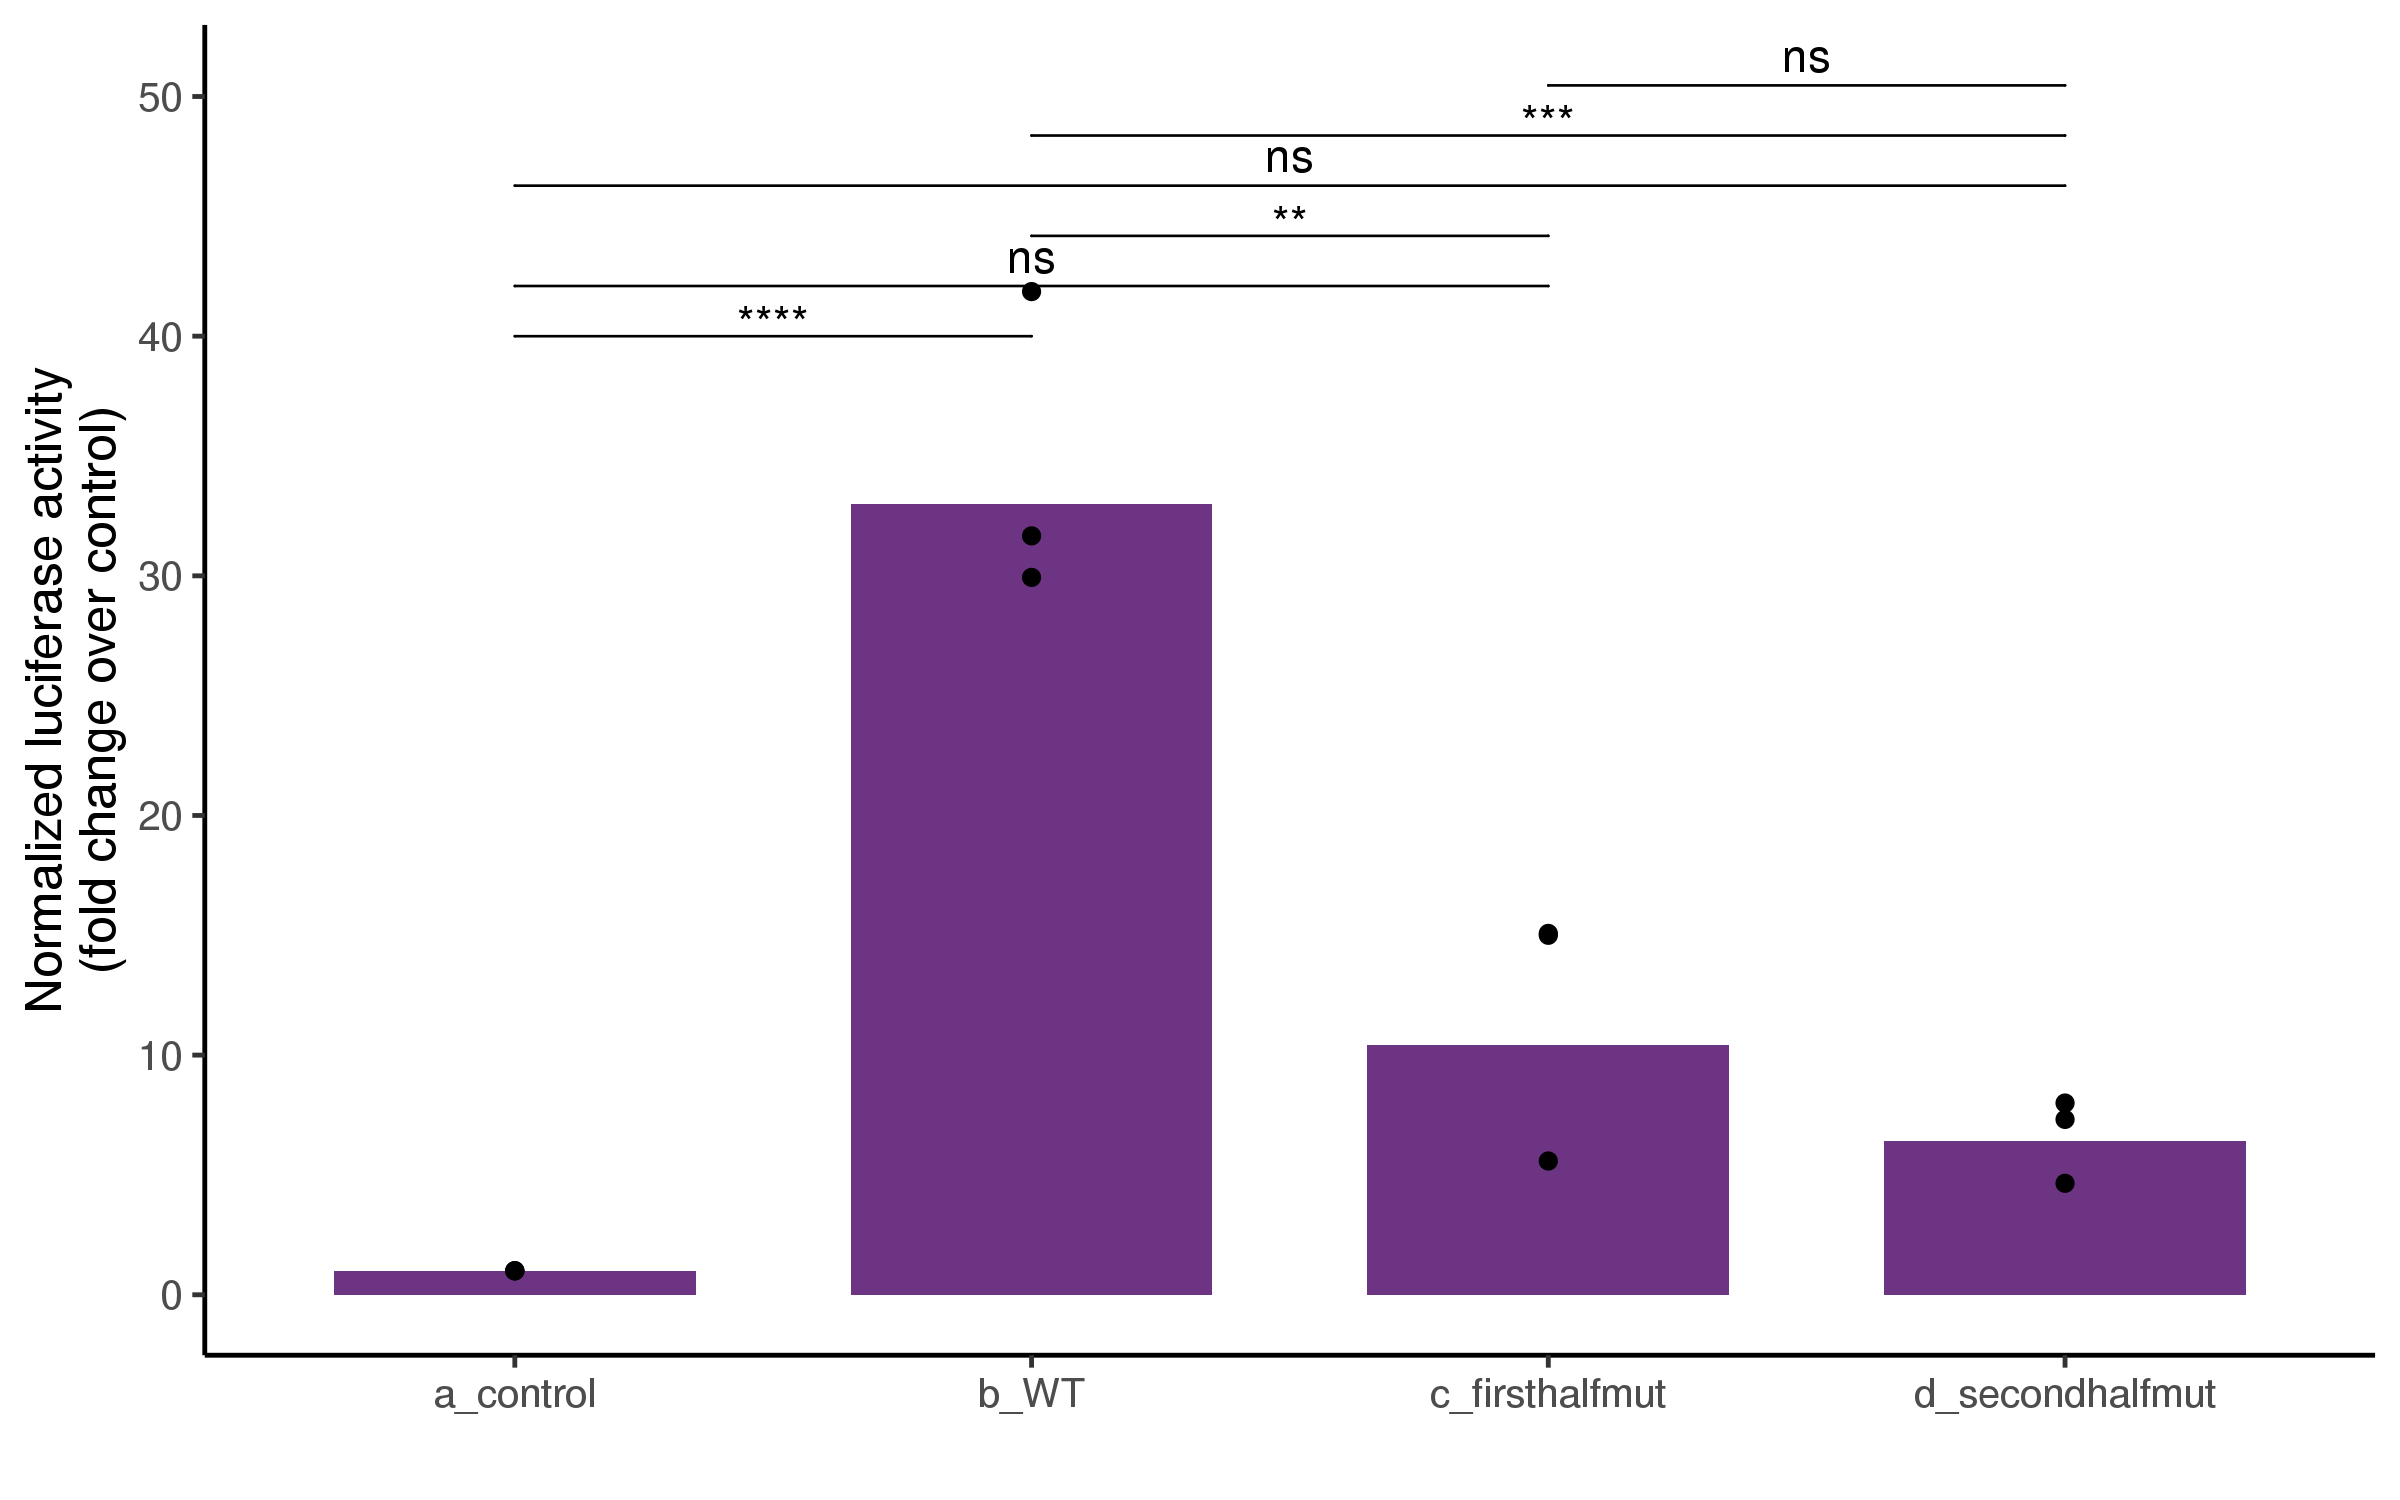 Normalized luciferase activity
(fold change over control)
50
40
30
20
10
0
ns
***
ns
**
ns
****
a_control
b_WT
c_firsthalfmut
d_secondhalfmut